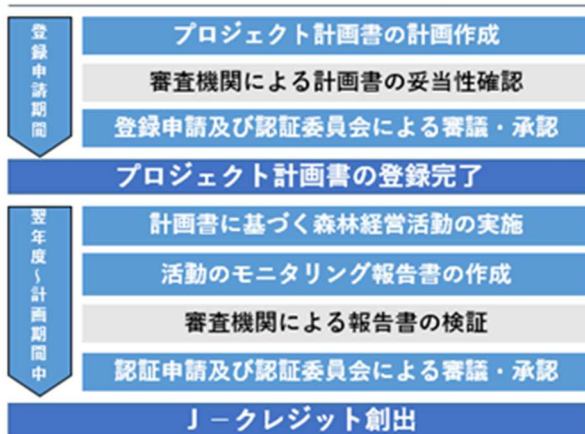 登録申請期間
プロジェクト計画書の計画作成
審査機関による計画書の妥当性確認
登録申請及び認証委員会による審議・承認
プロジェクト計画書の登録完了
翌年度～計画期間中
計画書に基づく森林経営活動の実施
活動のモニタリング報告書の作成
審査機関による報告書の検証
認証申請及び認証委員会による審議・承認
Ｊ－クレジット創出